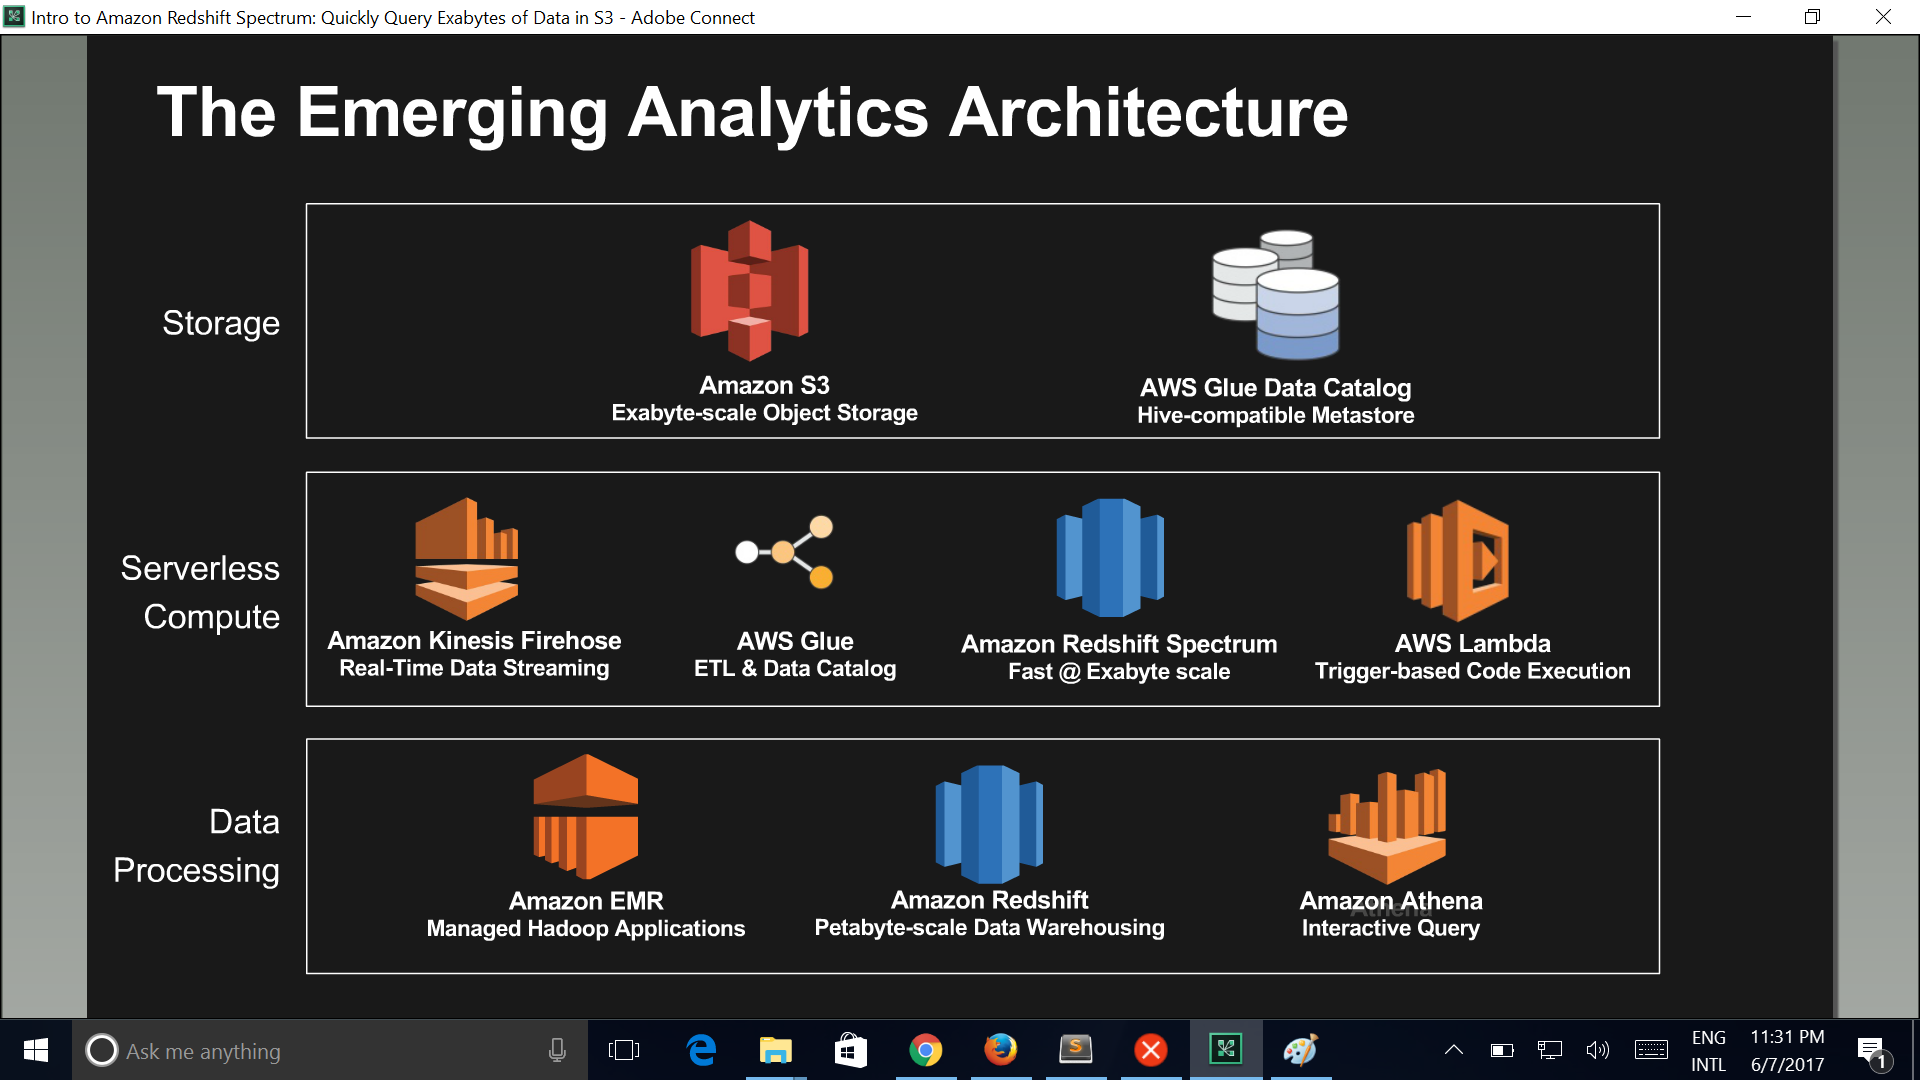 Intro to Amazon Redshift Spectrum: Quickly Query Exabytes of Data in S3 - Adobe Connect
The Emerging Analytics Architecture
Storage
Amazon S3
Exabyte-scale Object Storage
AWS Glue Data Catalog
Hive-compatible Metastore
Serverless
Compute
Amazon Kinesis Firehose
Real-Time Data Streaming
AWS Glue
ETL & Data Catalog
Amazon Redshift Spectrum
Fast @ Exabyte scale
AWS Lambda
Trigger-based Code Execution
Data
Processing
Amazon EMR
Managed Hadoop Applications
Amazon Redshift
Petabyte-scale Data Warehousing
Amazon Athena
Athena
Interactive Query
Ask me anything
ENG
INTL
11:31 PM
6/7/2017
1